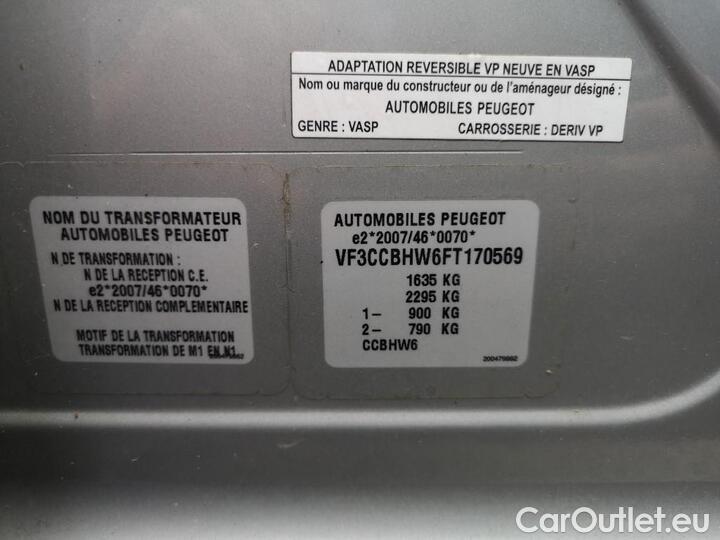 ADAPTATION REVERSIBLE VP NEUVE EN VASP
Nom ou marque du constructeur ou de l'aménageur désigné :
AUTOMOBILES PEUGEOT
GENRE : VASP CARROSSERIE : DERIV VP
NOM DU TRANSFORMATEUR
AUTOMOBILES PEUGEOT
N DE TRANSFORMATION :
N DE LA RECEPTION C.E.
e2*2007/46*0070*
N DE LA RECEPTION COMPLEMENTAIRE
MOTIF DE LA TRANSFORMATION
TRANSFORMATION DE M1 EN N1
AUTOMOBILES PEUGEOT
e2*2007/46*0070*
VF3CCBHW6FT170569
1635 KG
2295 KG
1- 900 KG
2- 790 KG
CCBHW6
CarOutlet.eu